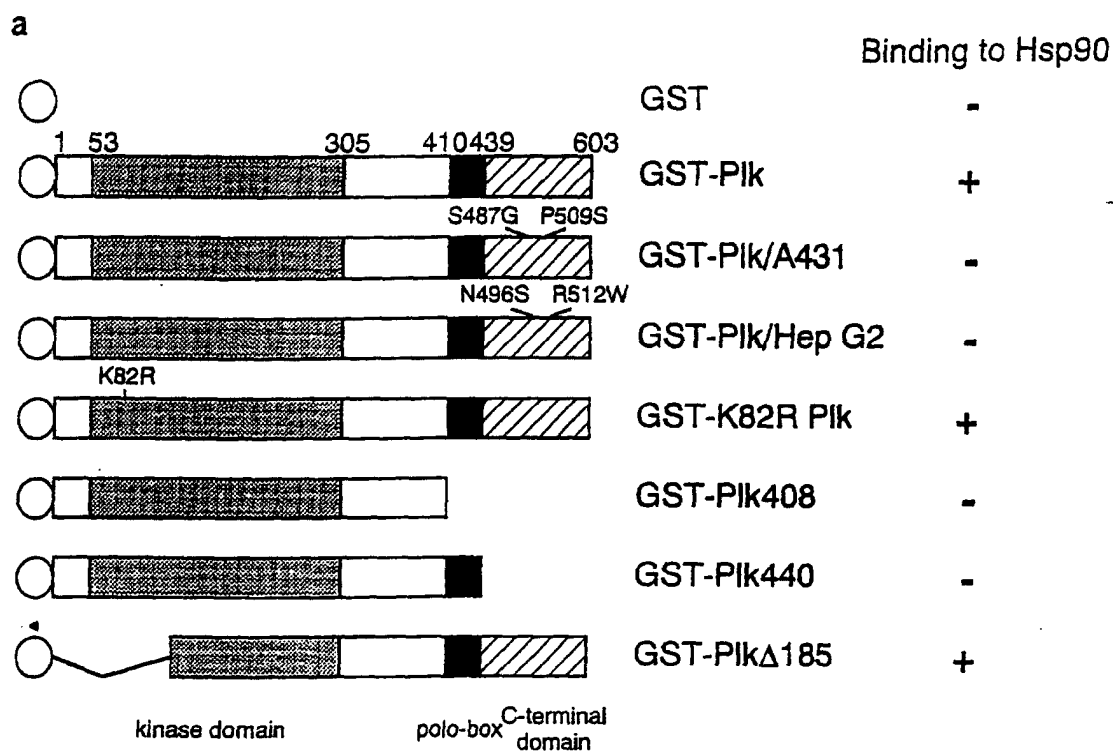 a
Binding to Hsp90
GST -
1 53 305 410 439 603
GST-Plk +
S487G P509S
GST-Plk/A431 -
N496S R512W
GST-Plk/Hep G2 -
K82R
GST-K82R Plk +
GST-Plk408 -
GST-Plk440 -
GST-PlkΔ185 +
kinase domain polo-box C-terminal
domain